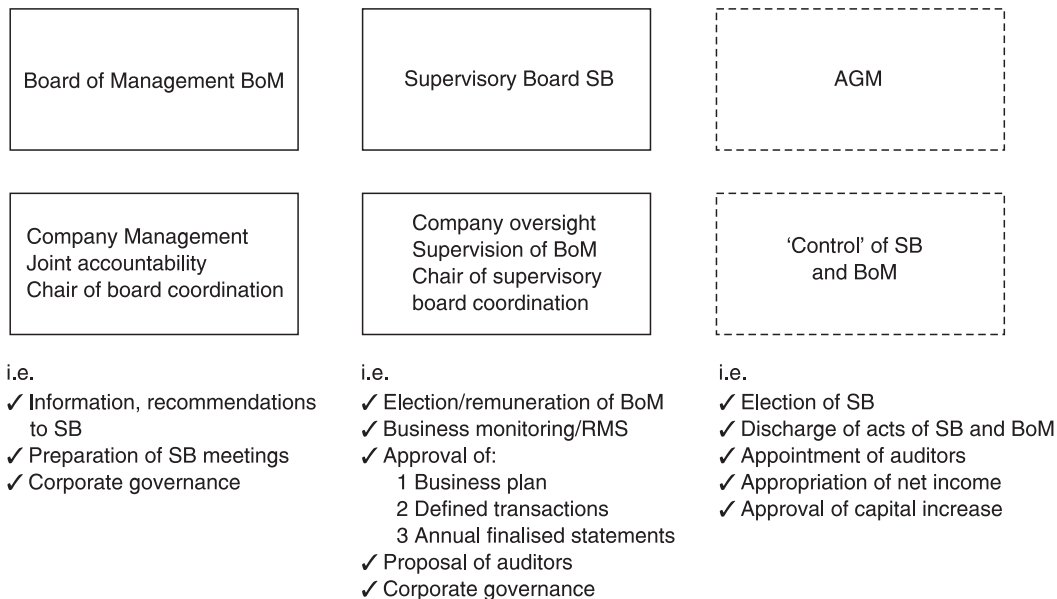 Board of Management BoM
Supervisory Board SB
AGM
Company Management
Joint accountability
Chair of board coordination
Company oversight
Supervision of BoM
Chair of supervisory
board coordination
‘Control’ of SB
and BoM
i.e.
✓ Information, recommendations
to SB
✓ Preparation of SB meetings
✓ Corporate governance
i.e.
✓ Election/remuneration of BoM
✓ Business monitoring/RMS
✓ Approval of:
1 Business plan
2 Defined transactions
3 Annual finalised statements
✓ Proposal of auditors
✓ Corporate governance
i.e.
✓ Election of SB
✓ Discharge of acts of SB and BoM
✓ Appointment of auditors
✓ Appropriation of net income
✓ Approval of capital increase